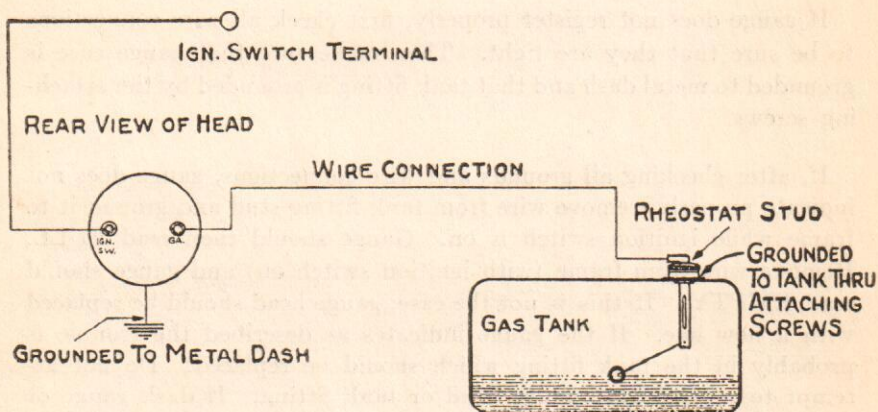 IGN. SWITCH TERMINAL
REAR VIEW OF HEAD
WIRE CONNECTION
IGN.
SW.
GA.
RHEOSTAT STUD
GROUNDED
TO TANK THRU
ATTACHING
SCREWS
GAS TANK
GROUNDED TO METAL DASH